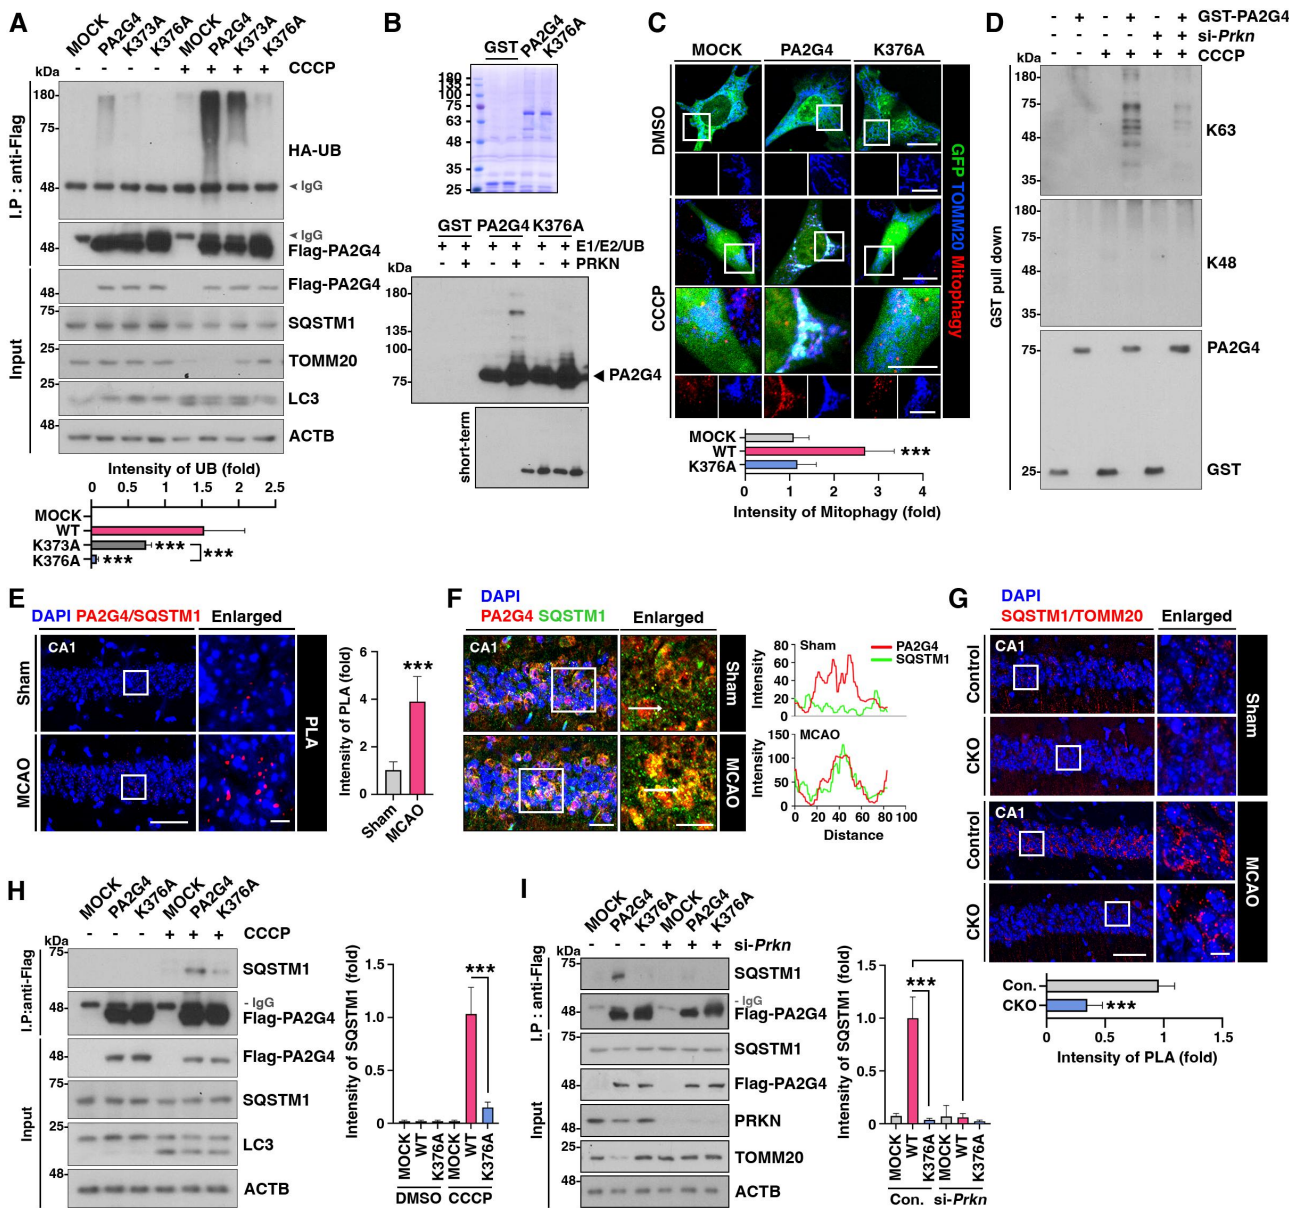 A
MOCK PA2G4 K373A K376A MOCK PA2G4 K373A K376A
kDa - - - - + + + + CCCP
I.P : anti-Flag
180-
75-
HA-UB
48-
◄ IgG
◄ IgG
48-
Flag-PA2G4
Input
48-
Flag-PA2G4
75-
SQSTM1
25-
TOMM20
25-
LC3
48-
ACTB
Intensity of UB (fold)
0 0.5 1.0 1.5 2.0 2.5
MOCK
WT
K373A ***
***
K376A ***
B
GST PA2G4 K376A
180
135
100
75
63
48
35
25
GST PA2G4 K376A
+ + + + + + E1/E2/UB
- + - + - + PRKN
kDa
180-
135-
100-
75-
◄ PA2G4
short-term
C
MOCK PA2G4 K376A
DMSO
CCCP
GFP TOMM20 Mitophagy
MOCK
WT ***
K376A
0 1 2 3 4
Intensity of Mitophagy (fold)
D
- + - + - + GST-PA2G4
- - - - + + si-Prkn
- - + + + + CCCP
kDa
GST pull down
180-
75-
K63
35-
180-
75-
48-
K48
35-
75-
PA2G4
25-
GST
E
DAPI PA2G4/SQSTM1 Enlarged
CA1
Sham
MCAO
PLA
Intensity of PLA (fold)
6
4
2
0
***
Sham
MCAO
F
DAPI
PA2G4 SQSTM1 Enlarged
CA1
Sham
CA1
MCAO
Sham
PA2G4
SQSTM1
Intensity
80
60
40
20
0
MCAO
Intensity
150
100
50
0
0 20 40 60 80 100
Distance
G
DAPI
SQSTM1/TOMM20 Enlarged
CA1
Control
CKO
Sham
CA1
Control
CKO
MCAO
Con.
CKO ***
0 0.5 1 1.5
Intensity of PLA (fold)
H
MOCK PA2G4 K376A MOCK PA2G4 K376A
kDa - - - + + + CCCP
I.P:anti-Flag
75-
SQSTM1
- IgG
48-
Flag-PA2G4
Input
48-
Flag-PA2G4
75-
SQSTM1
25-
LC3
48-
ACTB
Intensity of SQSTM1 (fold)
1.5
1.0
0.5
0
***
MOCK WT K376A MOCK WT K376A
DMSO CCCP
I
MOCK PA2G4 K376A MOCK PA2G4 K376A
kDa - - - + + + si-Prkn
I.P : anti-Flag
75-
SQSTM1
- IgG
48-
Flag-PA2G4
Input
75-
SQSTM1
48-
Flag-PA2G4
48-
PRKN
25-
TOMM20
48-
ACTB
Intensity of SQSTM1 (fold)
1.5
1.0
0.5
0
***
MOCK WT K376A MOCK WT K376A
Con. si-Prkn